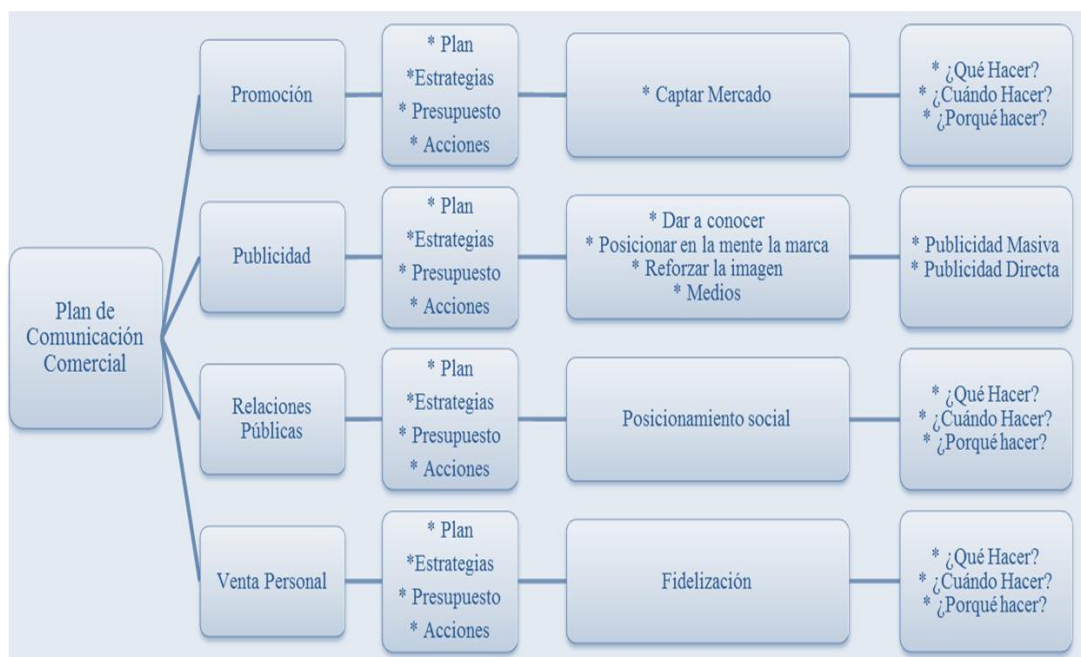 Plan de
Comunicación
Comercial
Promoción
* Plan
*Estrategias
* Presupuesto
* Acciones
* Captar Mercado
* ¿Qué Hacer?
* ¿Cuándo Hacer?
* ¿Porqué hacer?
Publicidad
* Plan
*Estrategias
* Presupuesto
* Acciones
* Dar a conocer
* Posicionar en la mente la marca
* Reforzar la imagen
* Medios
* Publicidad Masiva
* Publicidad Directa
Relaciones
Públicas
* Plan
*Estrategias
* Presupuesto
* Acciones
Posicionamiento social
* ¿Qué Hacer?
* ¿Cuándo Hacer?
* ¿Porqué hacer?
Venta Personal
* Plan
*Estrategias
* Presupuesto
* Acciones
Fidelización
* ¿Qué Hacer?
* ¿Cuándo Hacer?
* ¿Porqué hacer?